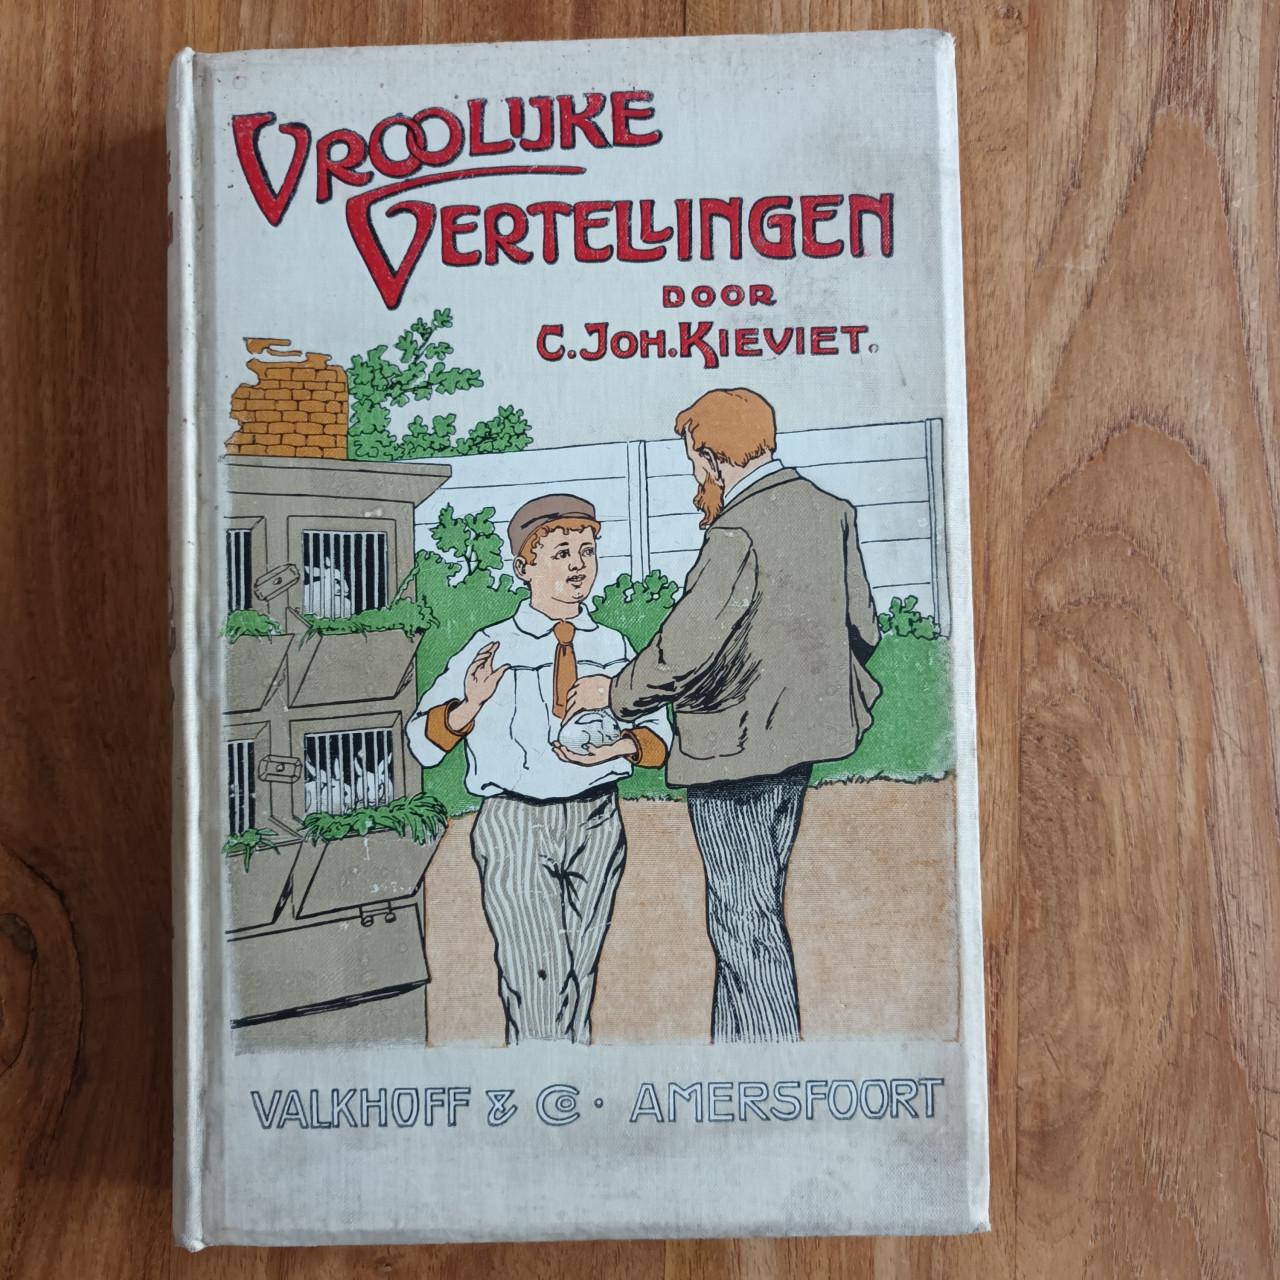 VROOLIJKE
VERTELLINGEN
DOOR
C. JOH. KIEVIET.
VALKHOFF & Co · AMERSFOORT